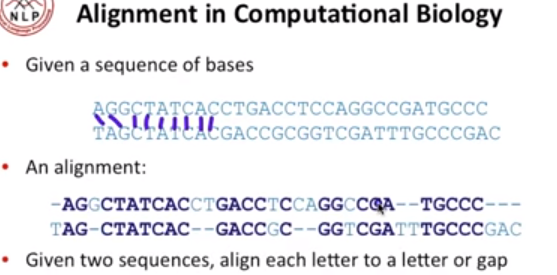 NLP
Alignment in Computational Biology
• Given a sequence of bases
AGGCTATCACCTGACCTCCAGGCCGATGCCC
TAGCTATCACGACCGCGGTCGATTTGCCCGAC
• An alignment:
-AGGCTATCACCTGACCTCCAGGCCGA--TGCCC---
TAG-CTATCAC--GACCGC--GGTCGATTTGCCCGAC
• Given two sequences, align each letter to a letter or gap